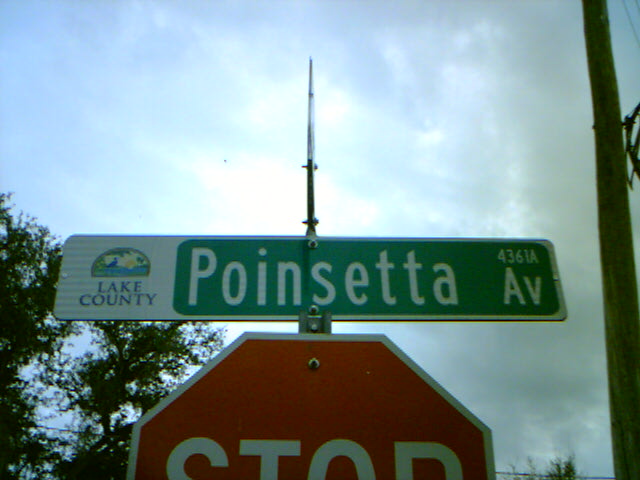 LAKE
COUNTY
Poinsetta Av
4361A
STOP